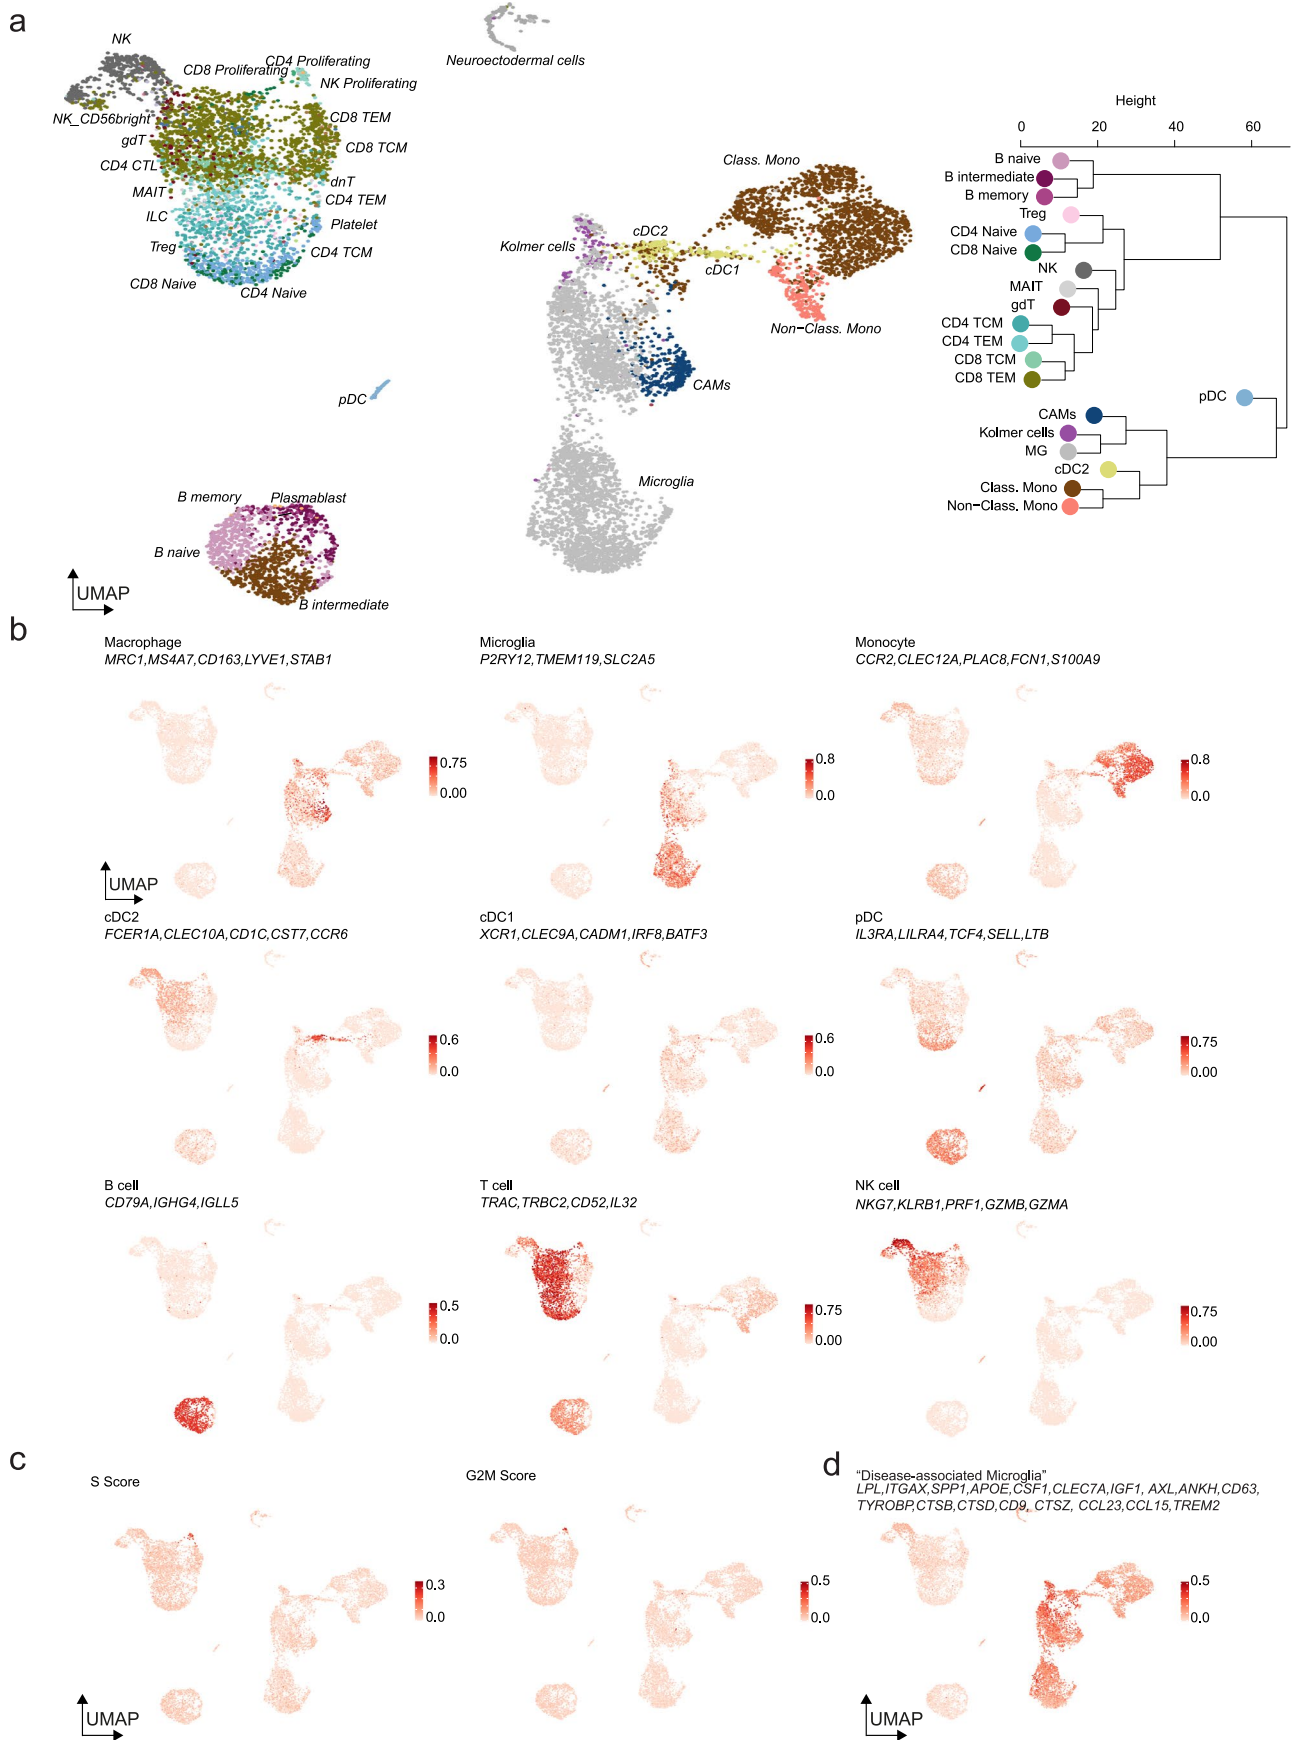 a
NK
CD8 Proliferating
CD4 Proliferating
NK Proliferating
NK_CD56bright
gdT
CD4 CTL
MAIT
ILC
Treg
CD8 Naive
CD4 Naive
CD8 TEM
CD8 TCM
dnT
CD4 TEM
Platelet
CD4 TCM
Neuroectodermal cells
Class. Mono
cDC2
Kolmer cells
cDC1
Non−Class. Mono
CAMs
pDC
Microglia
B memory
Plasmablast
B naive
B intermediate
UMAP
Height
0 20 40 60
B naive
B intermediate
B memory
Treg
CD4 Naive
CD8 Naive
NK
MAIT
gdT
CD4 TCM
CD4 TEM
CD8 TCM
CD8 TEM
pDC
CAMs
Kolmer cells
MG
cDC2
Class. Mono
Non−Class. Mono
b
Macrophage
MRC1,MS4A7,CD163,LYVE1,STAB1
0.75
0.00
UMAP
Microglia
P2RY12,TMEM119,SLC2A5
0.8
0.0
Monocyte
CCR2,CLEC12A,PLAC8,FCN1,S100A9
0.8
0.0
cDC2
FCER1A,CLEC10A,CD1C,CST7,CCR6
0.6
0.0
cDC1
XCR1,CLEC9A,CADM1,IRF8,BATF3
0.6
0.0
pDC
IL3RA,LILRA4,TCF4,SELL,LTB
0.75
0.00
B cell
CD79A,IGHG4,IGLL5
0.5
0.0
T cell
TRAC,TRBC2,CD52,IL32
0.75
0.00
NK cell
NKG7,KLRB1,PRF1,GZMB,GZMA
0.75
0.00
c
S Score
0.3
0.0
UMAP
G2M Score
0.5
0.0
d
“Disease-associated Microglia”
LPL,ITGAX,SPP1,APOE,CSF1,CLEC7A,IGF1, AXL,ANKH,CD63,
TYROBP,CTSB,CTSD,CD9, CTSZ, CCL23,CCL15,TREM2
0.5
0.0
UMAP